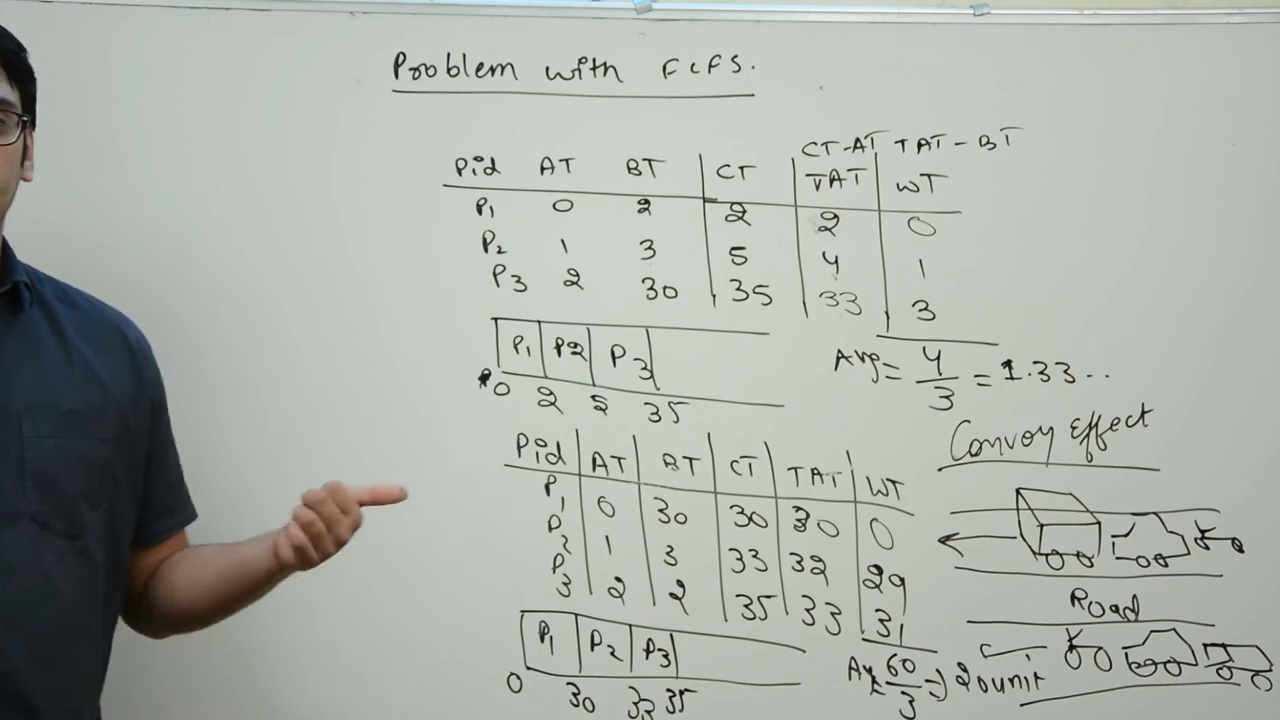 Problem with FCFS.
CT-AT TAT-BT
Pid AT BT CT TAT WT
P1 0 2 2 2 0
P2 1 3 5 4 1
P3 2 30 35 33 3
P1 P2 P3
0 2 5 35
Avg = 4/3 = 1.33..
Convoy Effect
Pid AT BT CT TAT WT
P1 0 30 30 30 0
P2 1 3 33 32 29
P3 2 2 35 33 31
Road
P1 P2 P3
0 30 33 35
Av = 60/3 => 20 unit